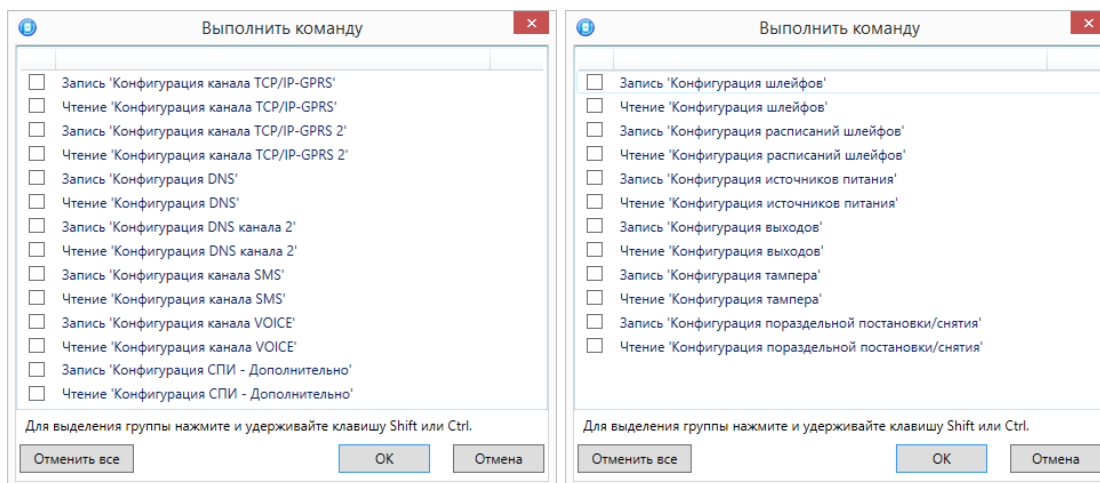 Выполнить команду
Запись 'Конфигурация канала TCP/IP-GPRS'
Чтение 'Конфигурация канала TCP/IP-GPRS'
Запись 'Конфигурация канала TCP/IP-GPRS 2'
Чтение 'Конфигурация канала TCP/IP-GPRS 2'
Запись 'Конфигурация DNS'
Чтение 'Конфигурация DNS'
Запись 'Конфигурация DNS канала 2'
Чтение 'Конфигурация DNS канала 2'
Запись 'Конфигурация канала SMS'
Чтение 'Конфигурация канала SMS'
Запись 'Конфигурация канала VOICE'
Чтение 'Конфигурация канала VOICE'
Запись 'Конфигурация СПИ - Дополнительно'
Чтение 'Конфигурация СПИ - Дополнительно'
Для выделения группы нажмите и удерживайте клавишу Shift или Ctrl.
Отменить все
OK
Отмена
Выполнить команду
Запись 'Конфигурация шлейфов'
Чтение 'Конфигурация шлейфов'
Запись 'Конфигурация расписаний шлейфов'
Чтение 'Конфигурация расписаний шлейфов'
Запись 'Конфигурация источников питания'
Чтение 'Конфигурация источников питания'
Запись 'Конфигурация выходов'
Чтение 'Конфигурация выходов'
Запись 'Конфигурация тампера'
Чтение 'Конфигурация тампера'
Запись 'Конфигурация пораздельной постановки/снятия'
Чтение 'Конфигурация пораздельной постановки/снятия'
Для выделения группы нажмите и удерживайте клавишу Shift или Ctrl.
Отменить все
OK
Отмена